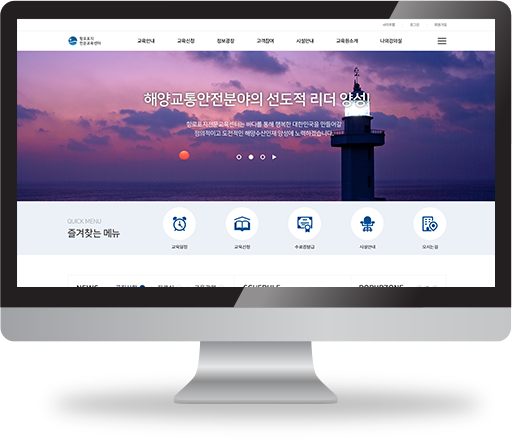 사이트맵 로그인 회원가입
항로표지
전문교육센터
교육안내 교육신청 정보광장 고객참여 시설안내 교육원소개 나의강의실
해양교통안전분야의 선도적 리더 양성!
항로표지전문교육센터는 바다를 통해 행복한 대한민국을 만들어갈
창의적이고 도전적인 해양수산인재 양성에 노력하겠습니다.
QUICK MENU
즐겨찾는 메뉴
교육일정 교육신청 수료증발급 시설안내 오시는길
NEWS 공지사항 SCHEDULE POPUPZONE